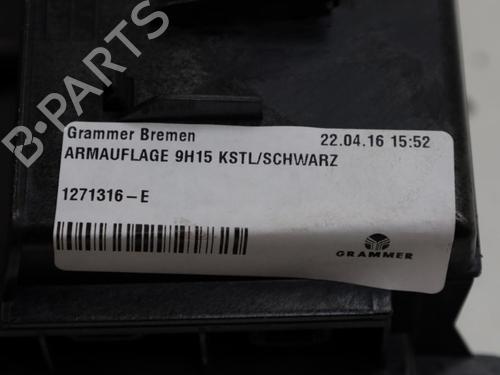 B-PARTS
Grammer Bremen 22.04.16 15:52
ARMAUFLAGE 9H15 KSTL/SCHWARZ
1271316-E
GRAMMER